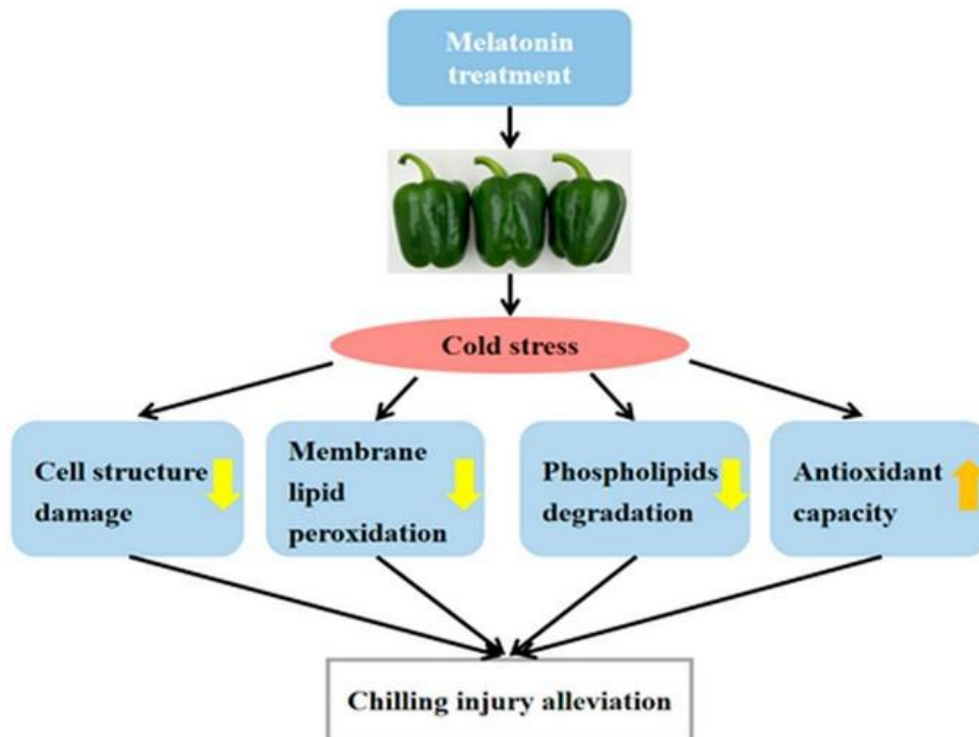 Melatonin
treatment
Cold stress
Cell structure
damage
Membrane
lipid
peroxidation
Phospholipids
degradation
Antioxidant
capacity
Chilling injury alleviation